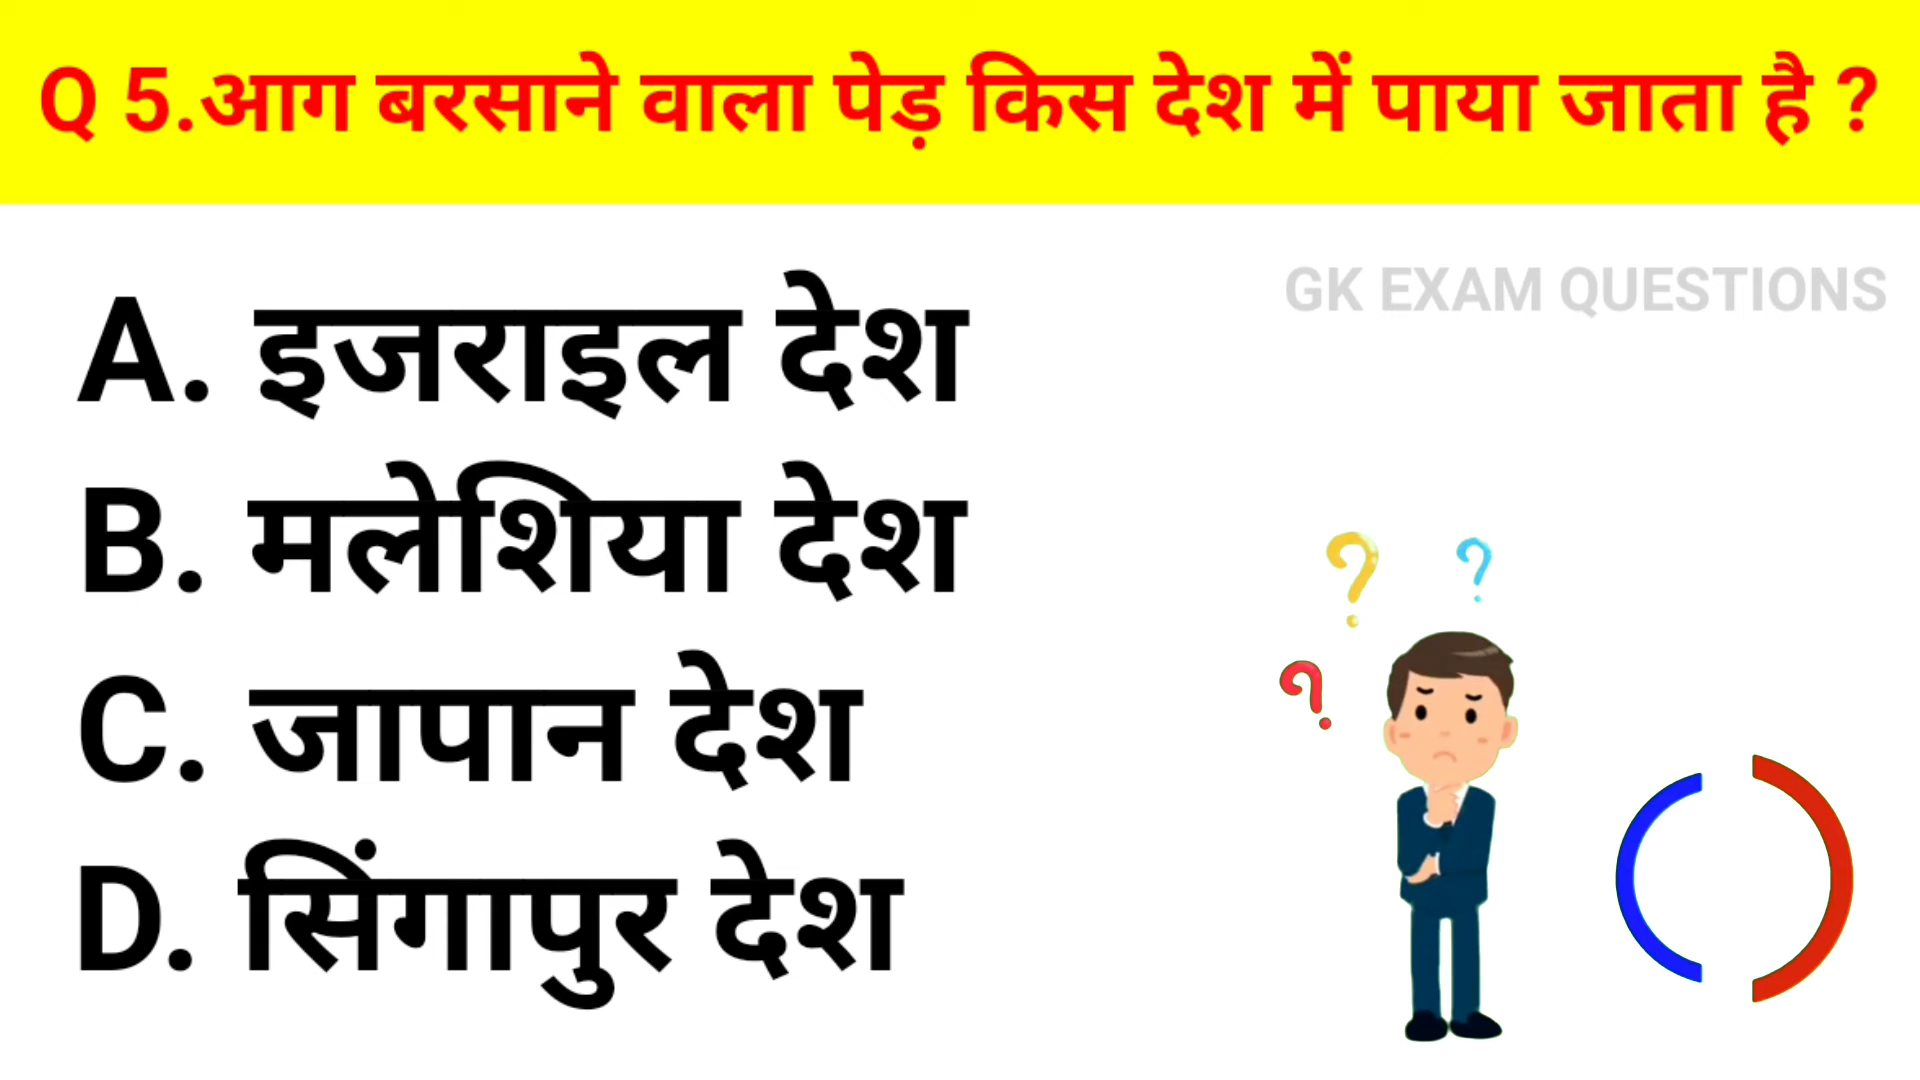 Q 5.आग बरसाने वाला पेड़ किस देश में पाया जाता है ?
GK EXAM QUESTIONS
A. इजराइल देश
B. मलेशिया देश
C. जापान देश
D. सिंगापुर देश